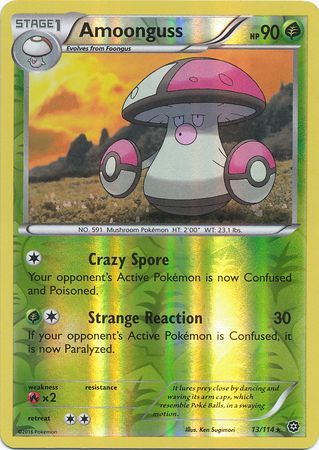 STAGE1
Amoonguss
HP 90
Evolves from Foongus
NO. 591 Mushroom Pokémon HT: 2'00" WT: 23.1 lbs.
Crazy Spore
Your opponent's Active Pokémon is now Confused
and Poisoned.
Strange Reaction 30
If your opponent's Active Pokémon is Confused, it
is now Paralyzed.
weakness resistance
×2
retreat
It lures prey close by dancing and
waving its arm caps, which
resemble Poké Balls, in a swaying
motion.
©2016 Pokémon
Illus. Ken Sugimori
13/114★